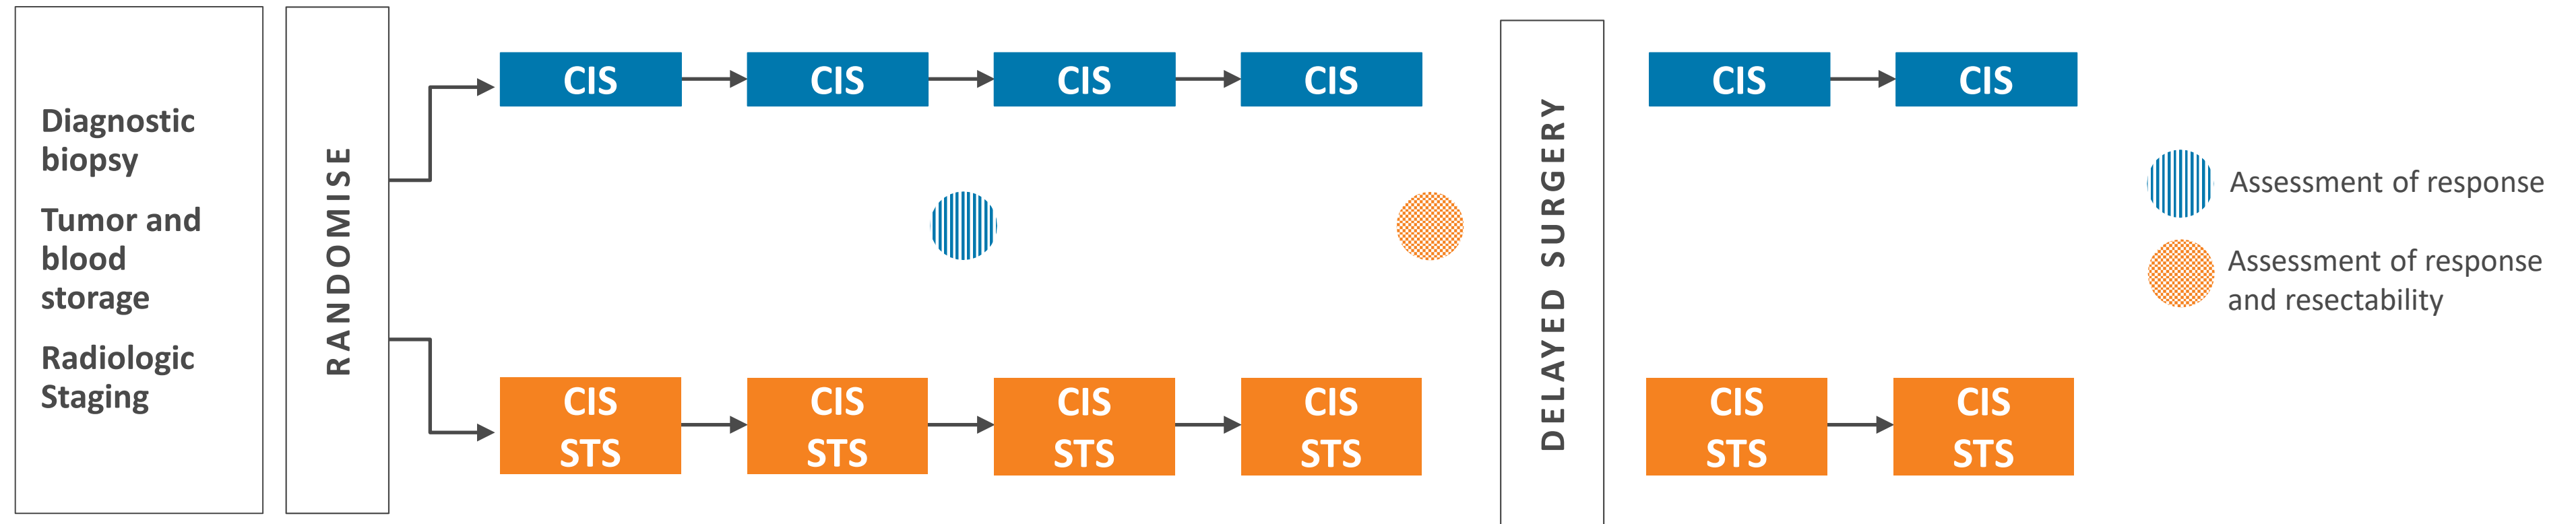 Diagnostic
biopsy
Tumor and
blood
storage
Radiologic
Staging
RANDOMISE
CIS
CIS
CIS
CIS
CIS
STS
CIS
STS
CIS
STS
CIS
STS
DELAYED SURGERY
CIS
CIS
CIS
STS
CIS
STS
Assessment of response
Assessment of response
and resectability